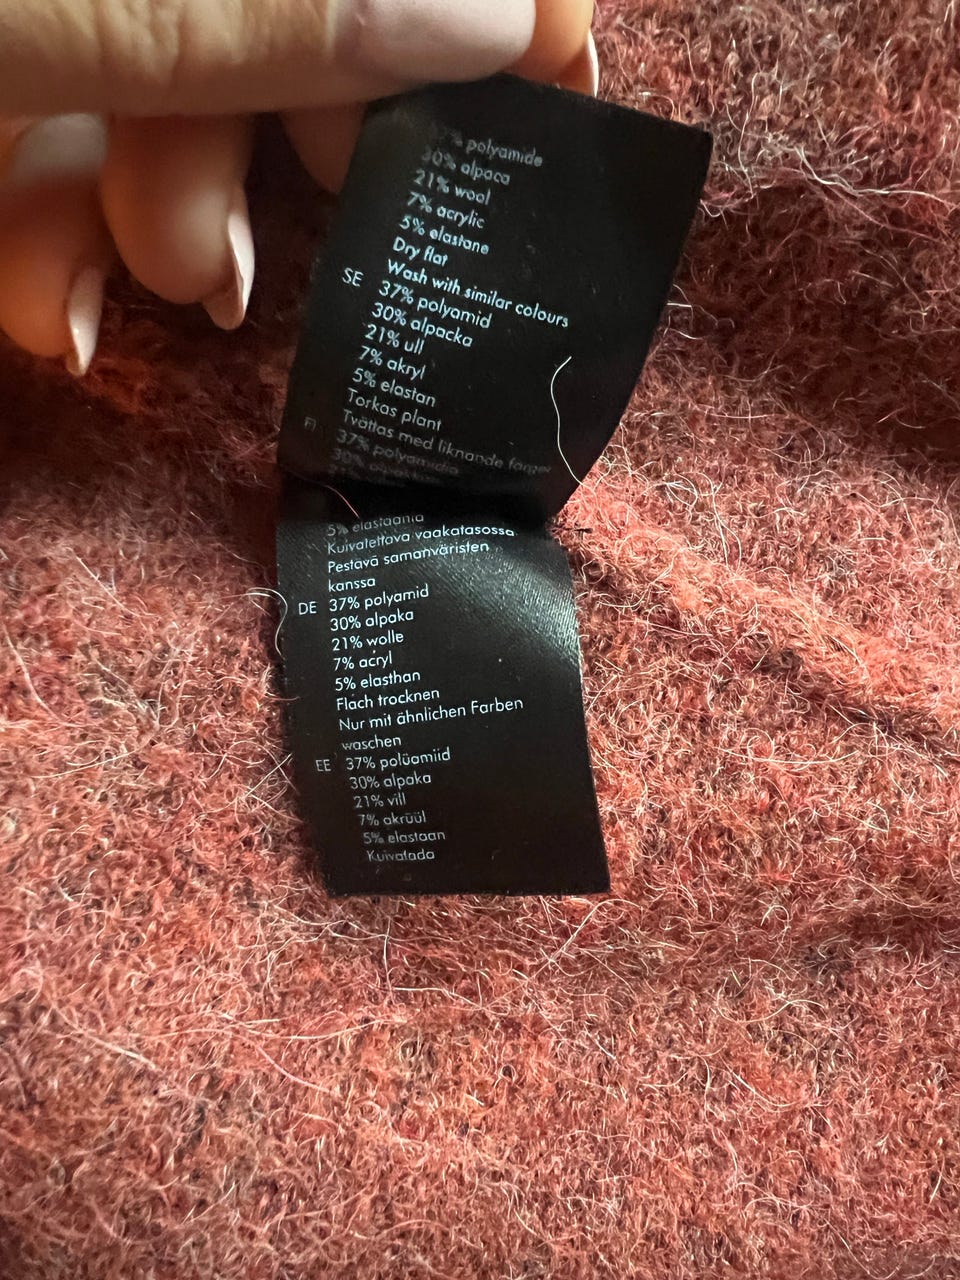 polyamide
30% alpaca
21% wool
7% acrylic
5% elastane
Dry flat
Wash with similar colours
SE 37% polyamid
30% alpacka
21% ull
7% akryl
5% elastan
Torkas plant
Tvättas med liknande färger
FI 37% polyamidia
30%
5% elastaania
Kuivatettava vaakatasossa
Pestävä samanväristen
kanssa
DE 37% polyamid
30% alpaka
21% wolle
7% acryl
5% elasthan
Flach trocknen
Nur mit ähnlichen Farben
waschen
EE 37% polüamiid
30% alpaka
21% vill
7% akrüül
5% elastaan
Kuivatada